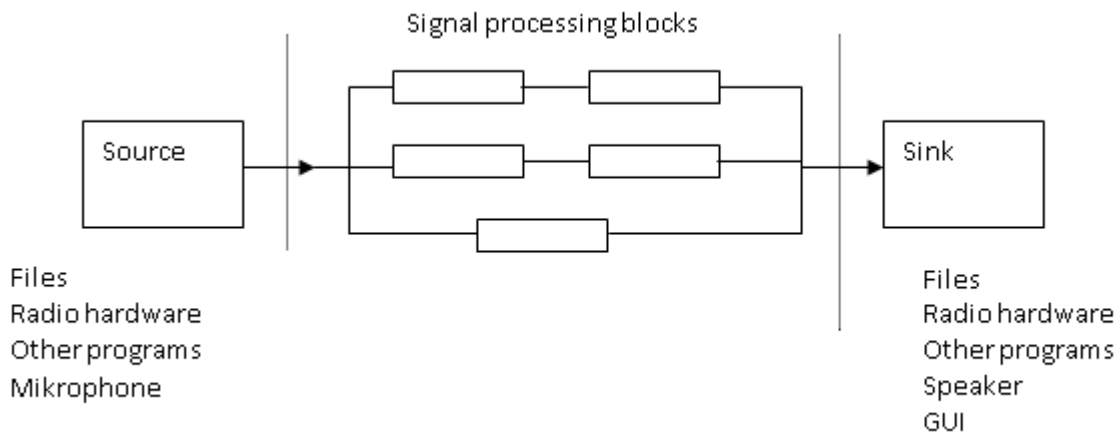 Signal processing blocks
Source
Sink
Files
Radio hardware
Other programs
Mikrophone
Files
Radio hardware
Other programs
Speaker
GUI